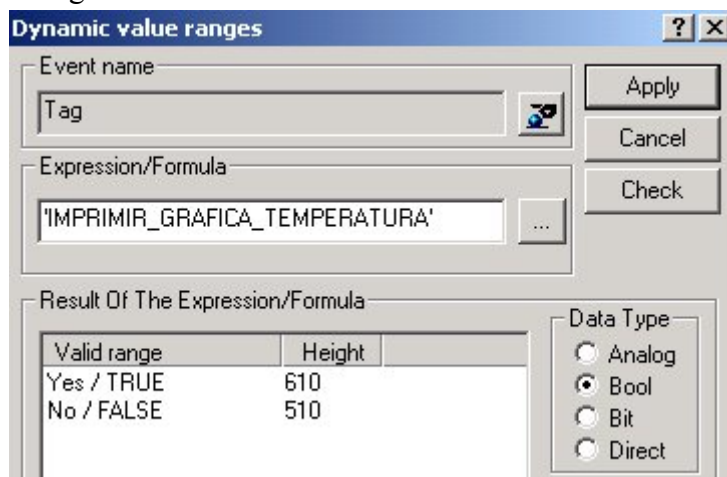 Dynamic value ranges
Event name
Tag
Apply
Cancel
Check
Expression/Formula
'IMPRIMIR_GRAFICA_TEMPERATURA'
...
Result Of The Expression/Formula
Valid range Height
Yes / TRUE 610
No / FALSE 510
Data Type
Analog
Bool
Bit
Direct